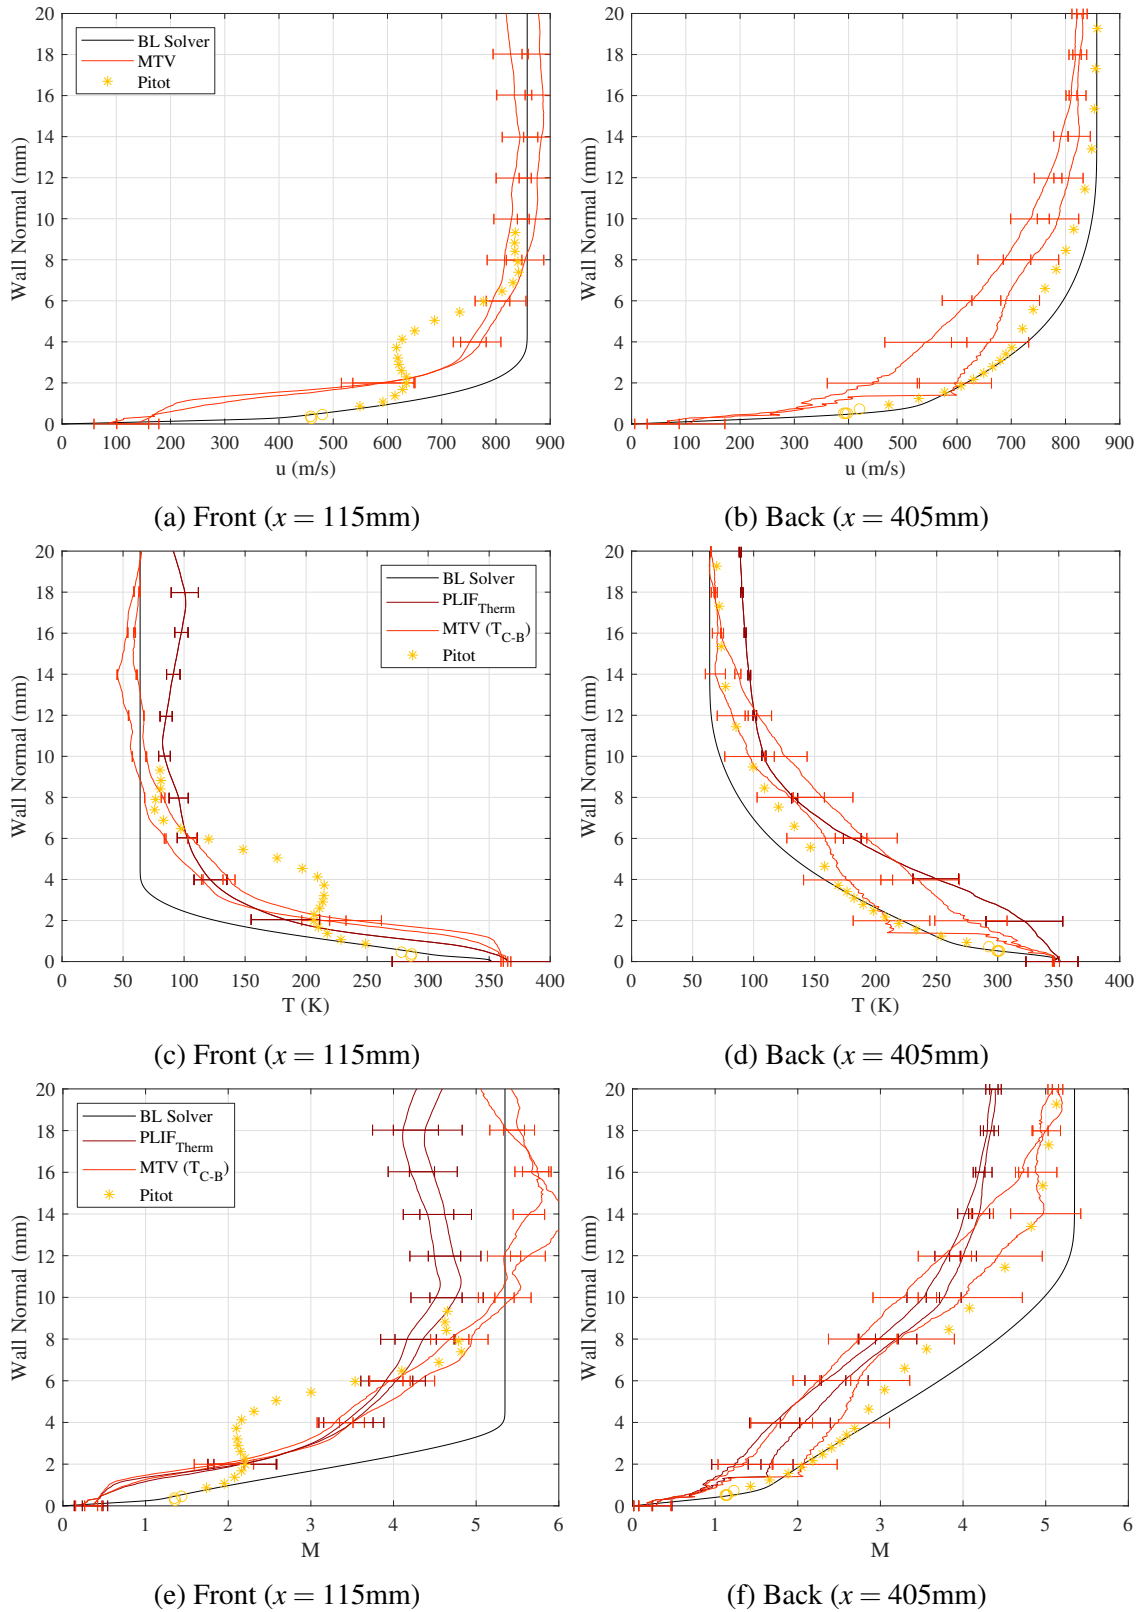 20
18
16
14
12
10
8
6
4
2
0
Wall Normal (mm)
BL Solver
MTV
Pitot
0 100 200 300 400 500 600 700 800 900
u (m/s)
(a) Front (x = 115mm)
20
18
16
14
12
10
8
6
4
2
0
Wall Normal (mm)
0 100 200 300 400 500 600 700 800 900
u (m/s)
(b) Back (x = 405mm)
20
18
16
14
12
10
8
6
4
2
0
Wall Normal (mm)
BL Solver
PLIF_Therm
MTV (T_C-B)
Pitot
0 50 100 150 200 250 300 350 400
T (K)
(c) Front (x = 115mm)
20
18
16
14
12
10
8
6
4
2
0
Wall Normal (mm)
0 50 100 150 200 250 300 350 400
T (K)
(d) Back (x = 405mm)
20
18
16
14
12
10
8
6
4
2
0
Wall Normal (mm)
BL Solver
PLIF_Therm
MTV (T_C-B)
Pitot
0 1 2 3 4 5 6
M
(e) Front (x = 115mm)
20
18
16
14
12
10
8
6
4
2
0
Wall Normal (mm)
0 1 2 3 4 5 6
M
(f) Back (x = 405mm)